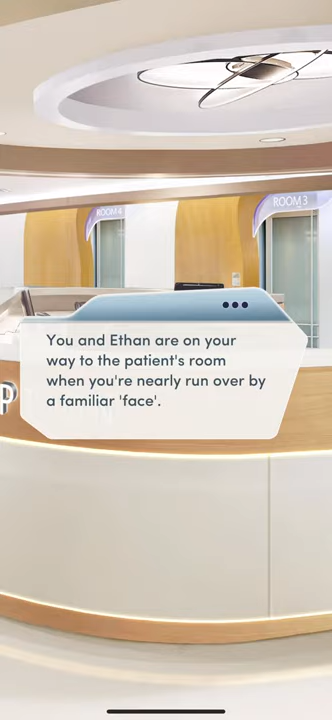 ROOM 4
ROOM 3
You and Ethan are on your
way to the patient's room
when you're nearly run over by
a familiar 'face'.
P